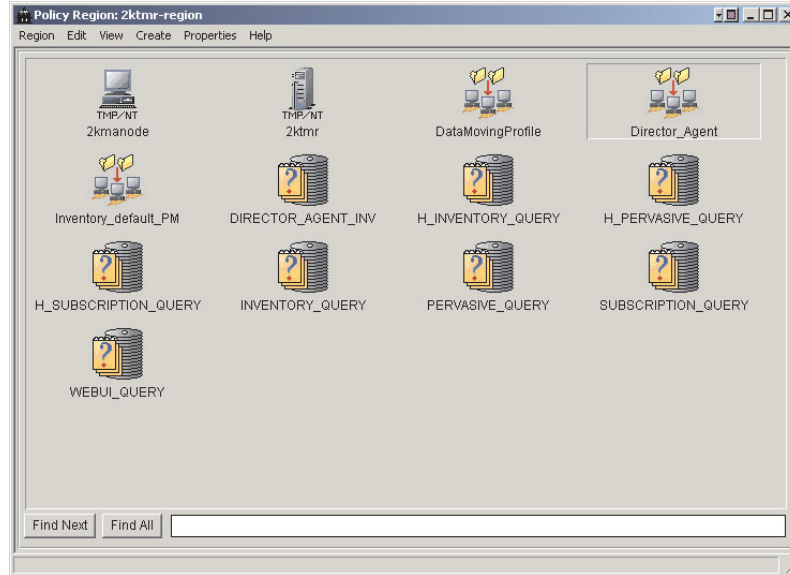 Policy Region: 2ktmr-region
Region Edit View Create Properties Help
TMP/NT TMP/NT
2kmanode 2ktmr DataMovingProfile Director_Agent
Inventory_default_PM DIRECTOR_AGENT_INV H_INVENTORY_QUERY H_PERVASIVE_QUERY
H_SUBSCRIPTION_QUERY INVENTORY_QUERY PERVASIVE_QUERY SUBSCRIPTION_QUERY
WEBUI_QUERY
Find Next Find All